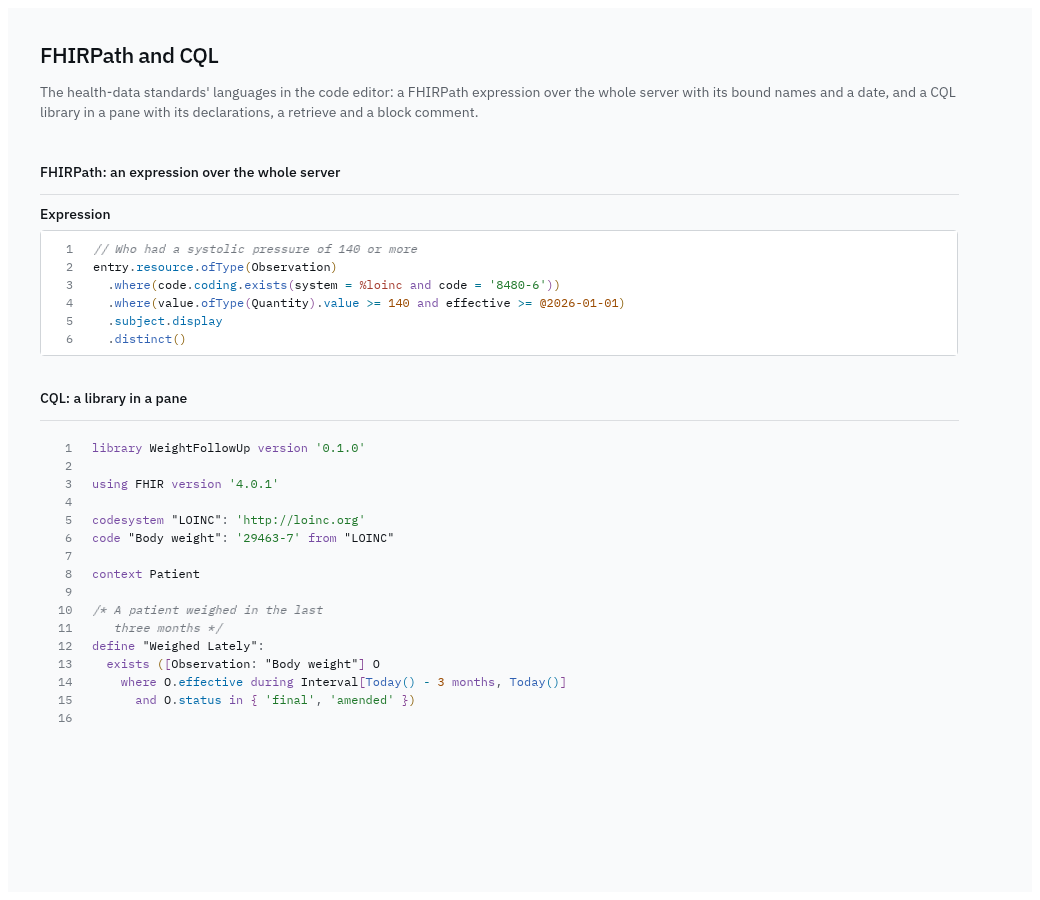 FHIRPath and CQL
The health-data standards' languages in the code editor: a FHIRPath expression over the whole server with its bound names and a date, and a CQL
library in a pane with its declarations, a retrieve and a block comment.
FHIRPath: an expression over the whole server
Expression
1 // Who had a systolic pressure of 140 or more
2 entry.resource.ofType(Observation)
3   .where(code.coding.exists(system = %loinc and code = '8480-6'))
4   .where(value.ofType(Quantity).value >= 140 and effective >= @2026-01-01)
5   .subject.display
6   .distinct()
CQL: a library in a pane
1 library WeightFollowUp version '0.1.0'
2
3 using FHIR version '4.0.1'
4
5 codesystem "LOINC": 'http://loinc.org'
6 code "Body weight": '29463-7' from "LOINC"
7
8 context Patient
9
10 /* A patient weighed in the last
11    three months */
12 define "Weighed Lately":
13   exists ([Observation: "Body weight"] O
14     where O.effective during Interval[Today() - 3 months, Today()]
15       and O.status in { 'final', 'amended' })
16